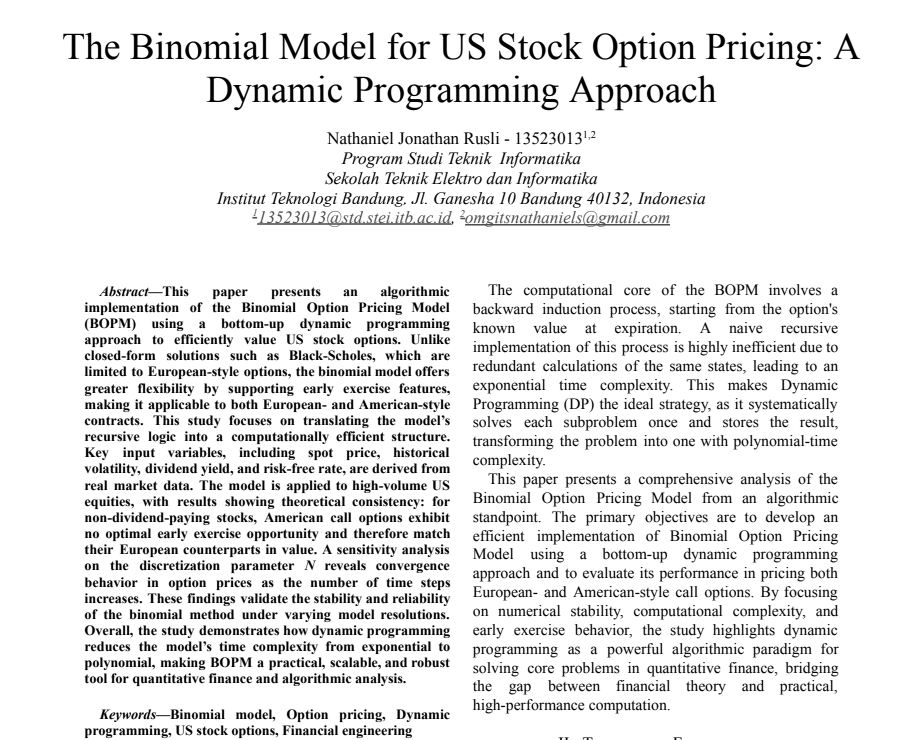 The Binomial Model for US Stock Option Pricing: A
Dynamic Programming Approach
Nathaniel Jonathan Rusli - 135230131,2
Program Studi Teknik Informatika
Sekolah Teknik Elektro dan Informatika
Institut Teknologi Bandung, Jl. Ganesha 10 Bandung 40132, Indonesia
113523013@std.stei.itb.ac.id, 2omgitsnathaniels@gmail.com
Abstract—This paper presents an algorithmic
implementation of the Binomial Option Pricing Model
(BOPM) using a bottom-up dynamic programming
approach to efficiently value US stock options. Unlike
closed-form solutions such as Black-Scholes, which are
limited to European-style options, the binomial model offers
greater flexibility by supporting early exercise features,
making it applicable to both European- and American-style
contracts. This study focuses on translating the model's
recursive logic into a computationally efficient structure.
Key input variables, including spot price, historical
volatility, dividend yield, and risk-free rate, are derived from
real market data. The model is applied to high-volume US
equities, with results showing theoretical consistency: for
non-dividend-paying stocks, American call options exhibit
no optimal early exercise opportunity and therefore match
their European counterparts in value. A sensitivity analysis
on the discretization parameter N reveals convergence
behavior in option prices as the number of time steps
increases. These findings validate the stability and reliability
of the binomial method under varying model resolutions.
Overall, the study demonstrates how dynamic programming
reduces the model's time complexity from exponential to
polynomial, making BOPM a practical, scalable, and robust
tool for quantitative finance and algorithmic analysis.
Keywords—Binomial model, Option pricing, Dynamic
programming, US stock options, Financial engineering
The computational core of the BOPM involves a
backward induction process, starting from the option's
known value at expiration. A naive recursive
implementation of this process is highly inefficient due to
redundant calculations of the same states, leading to an
exponential time complexity. This makes Dynamic
Programming (DP) the ideal strategy, as it systematically
solves each subproblem once and stores the result,
transforming the problem into one with polynomial-time
complexity.
This paper presents a comprehensive analysis of the
Binomial Option Pricing Model from an algorithmic
standpoint. The primary objectives are to develop an
efficient implementation of Binomial Option Pricing
Model using a bottom-up dynamic programming
approach and to evaluate its performance in pricing both
European- and American-style call options. By focusing
on numerical stability, computational complexity, and
early exercise behavior, the study highlights dynamic
programming as a powerful algorithmic paradigm for
solving core problems in quantitative finance, bridging
the gap between financial theory and practical,
high-performance computation.